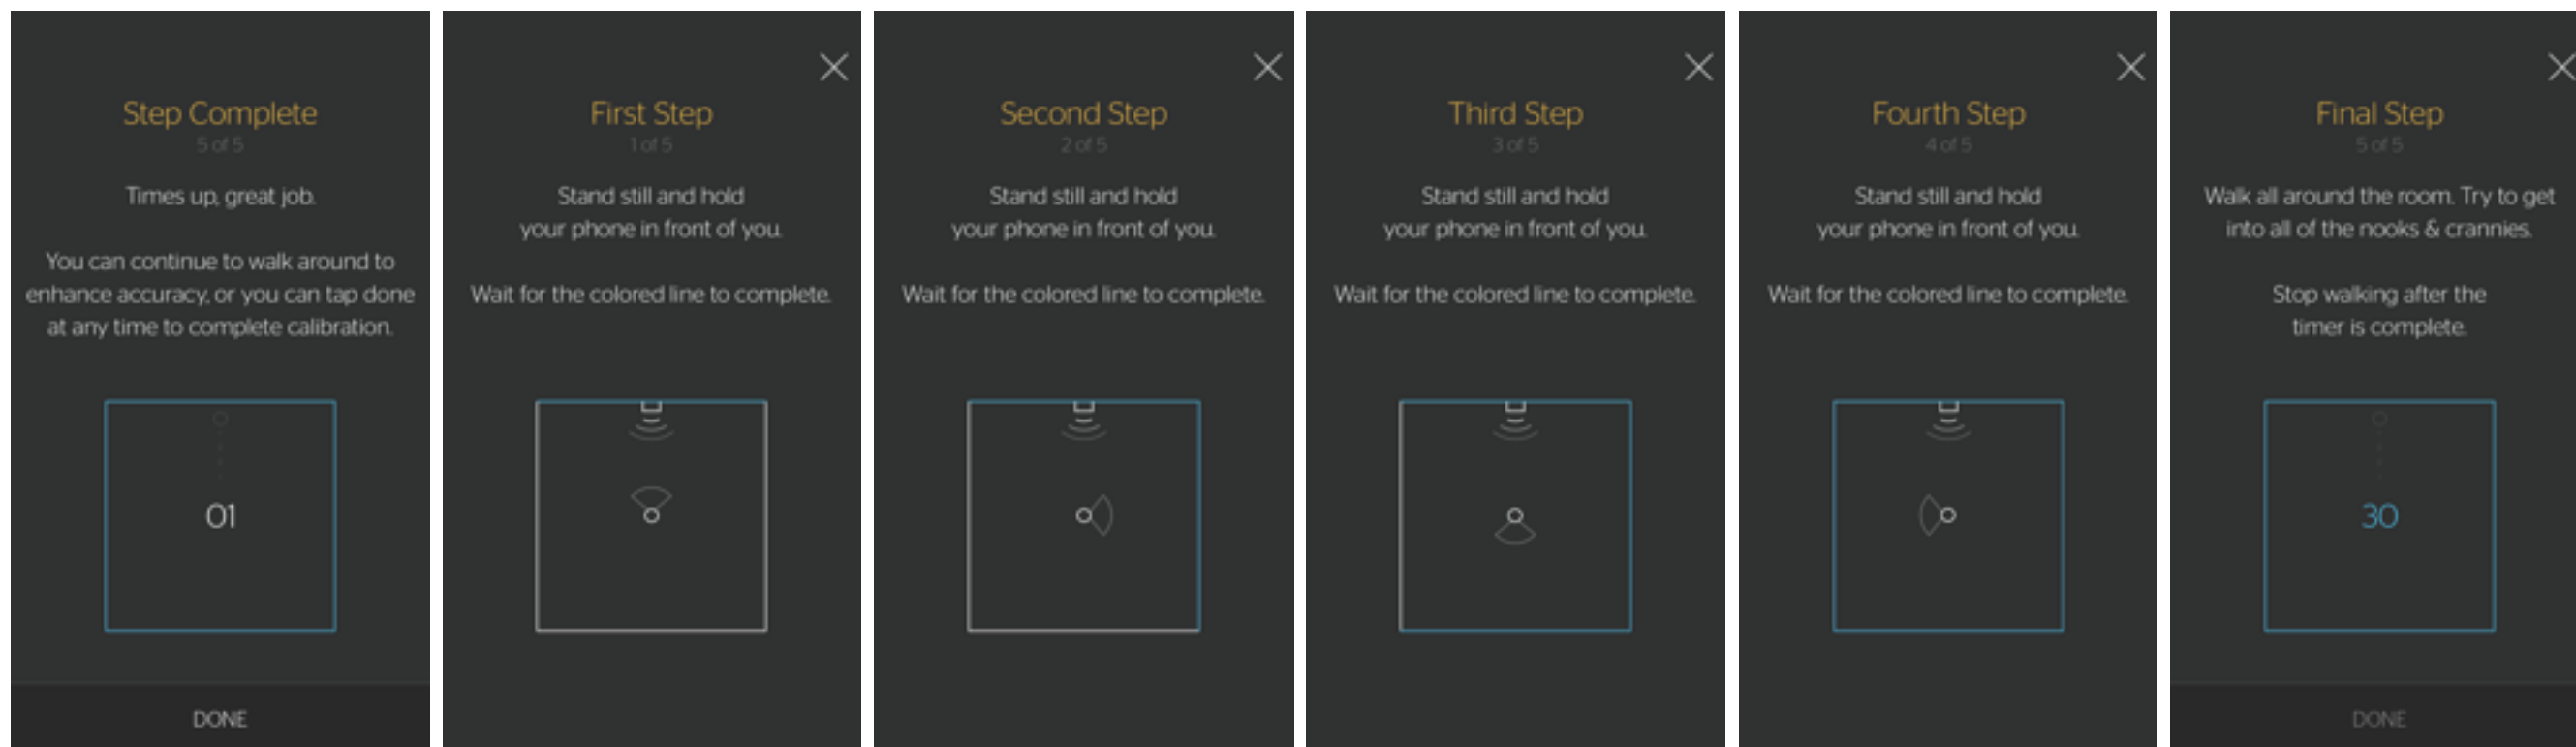 Step Complete
5 of 5
Times up, great job.
You can continue to walk around to
enhance accuracy, or you can tap done
at any time to complete calibration.
01
DONE
First Step
1 of 5
Stand still and hold
your phone in front of you.
Wait for the colored line to complete.
Second Step
2 of 5
Stand still and hold
your phone in front of you.
Wait for the colored line to complete.
Third Step
3 of 5
Stand still and hold
your phone in front of you.
Wait for the colored line to complete.
Fourth Step
4 of 5
Stand still and hold
your phone in front of you.
Wait for the colored line to complete.
Final Step
5 of 5
Walk all around the room. Try to get
into all of the nooks & crannies.
Stop walking after the
timer is complete.
30
DONE